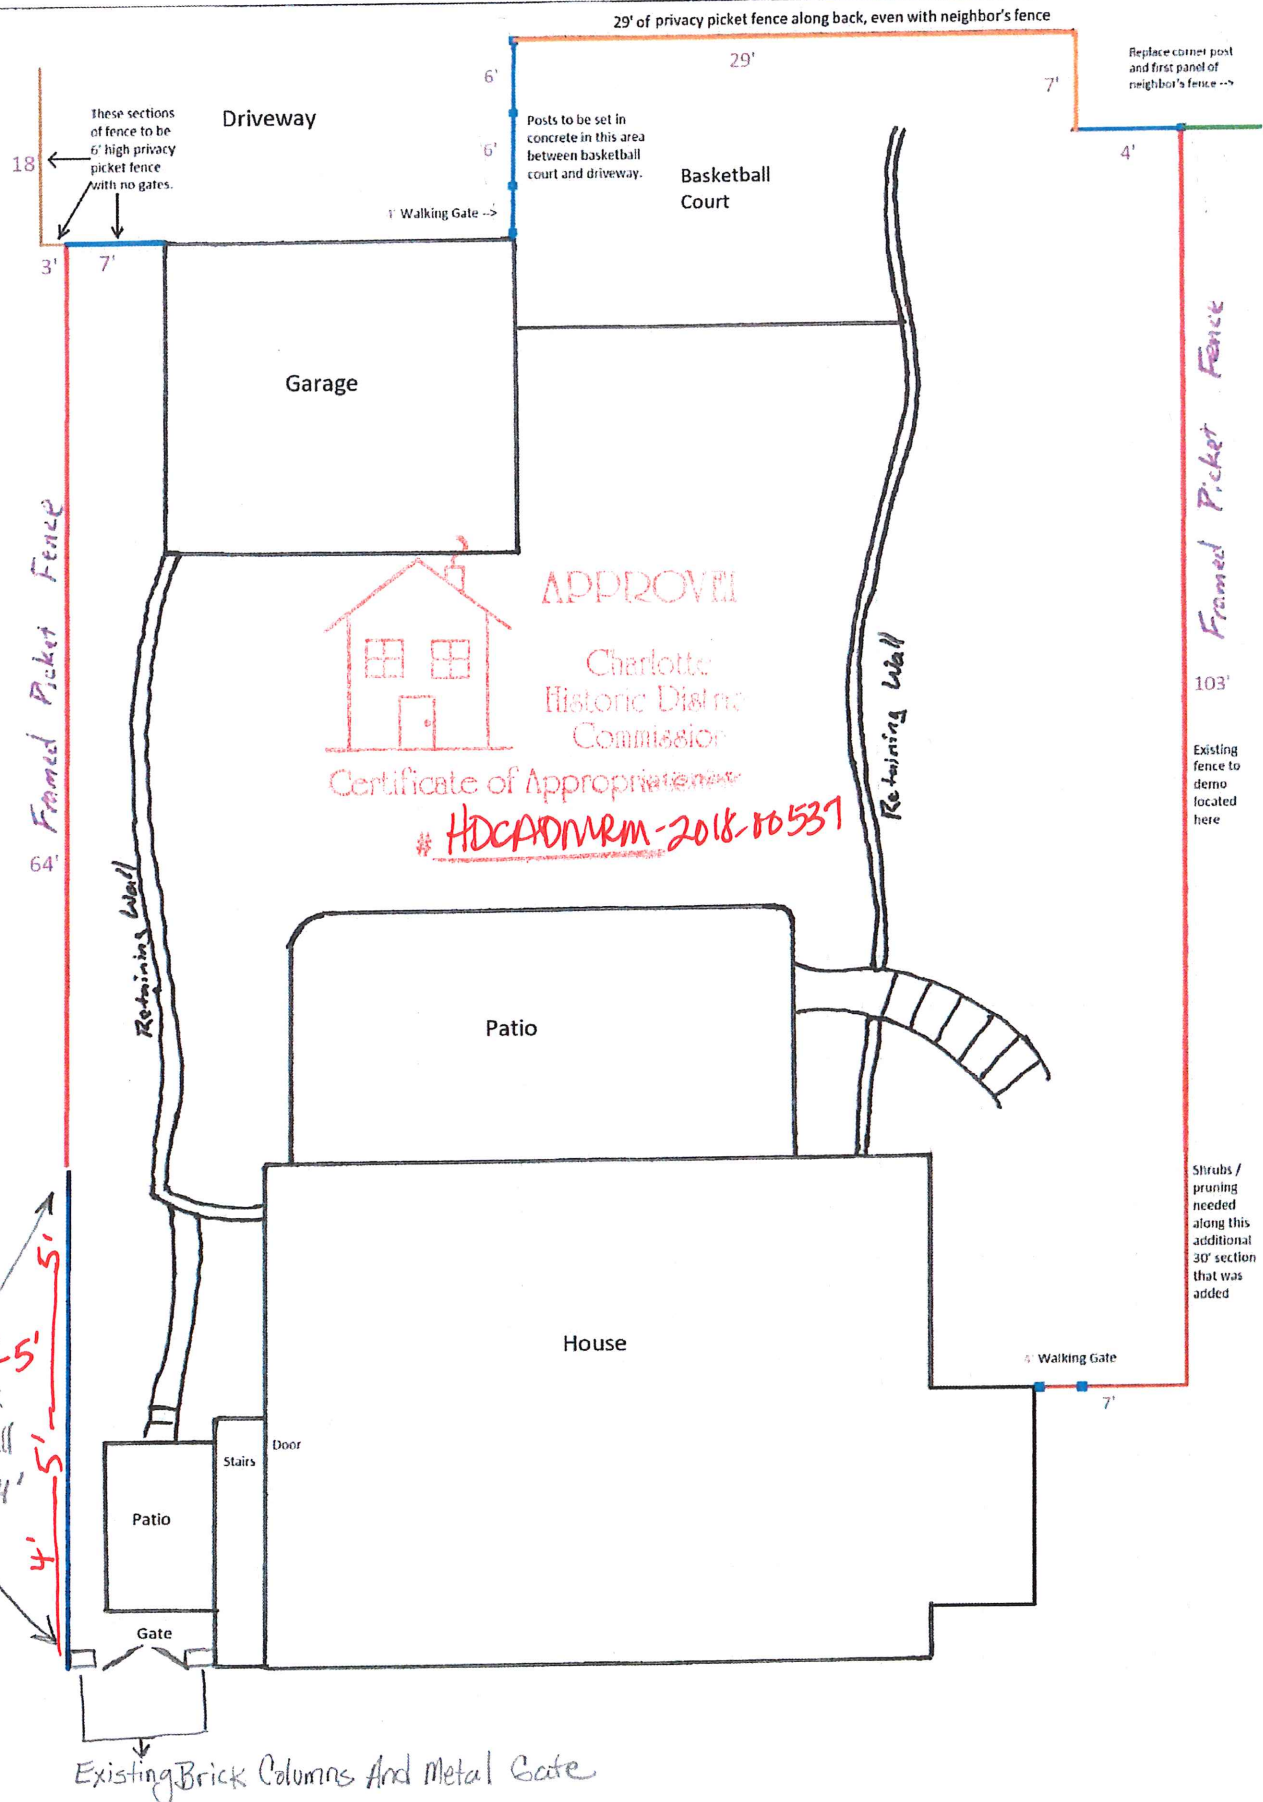 29' of privacy picket fence along back, even with neighbor's fence
6'
29'
7'
Replace corner post
and first panel of
neighbor's fence -->
These sections
of fence to be
6' high privacy
picket fence
with no gates.
Driveway
Posts to be set in
concrete in this area
between basketball
court and driveway.
18
6'
4'
Basketball
Court
Walking Gate -->
3'
7'
Garage
Framed Picket Fence
Framed Picket Fence
APPROVE
Charlotte
Historic Distric
Commission
Certificate of Appropriateness
# HDCADMRM-2018-00537
Retaining Wall
103'
Existing
fence to
demo
located
here
64'
Retaining Wall
Patio
Shrubs /
pruning
needed
along this
additional
30' section
that was
added
5'
5'
5'
4'
House
Walking Gate
7'
Door
Stairs
Patio
Gate
Existing Brick Columns And Metal Gate